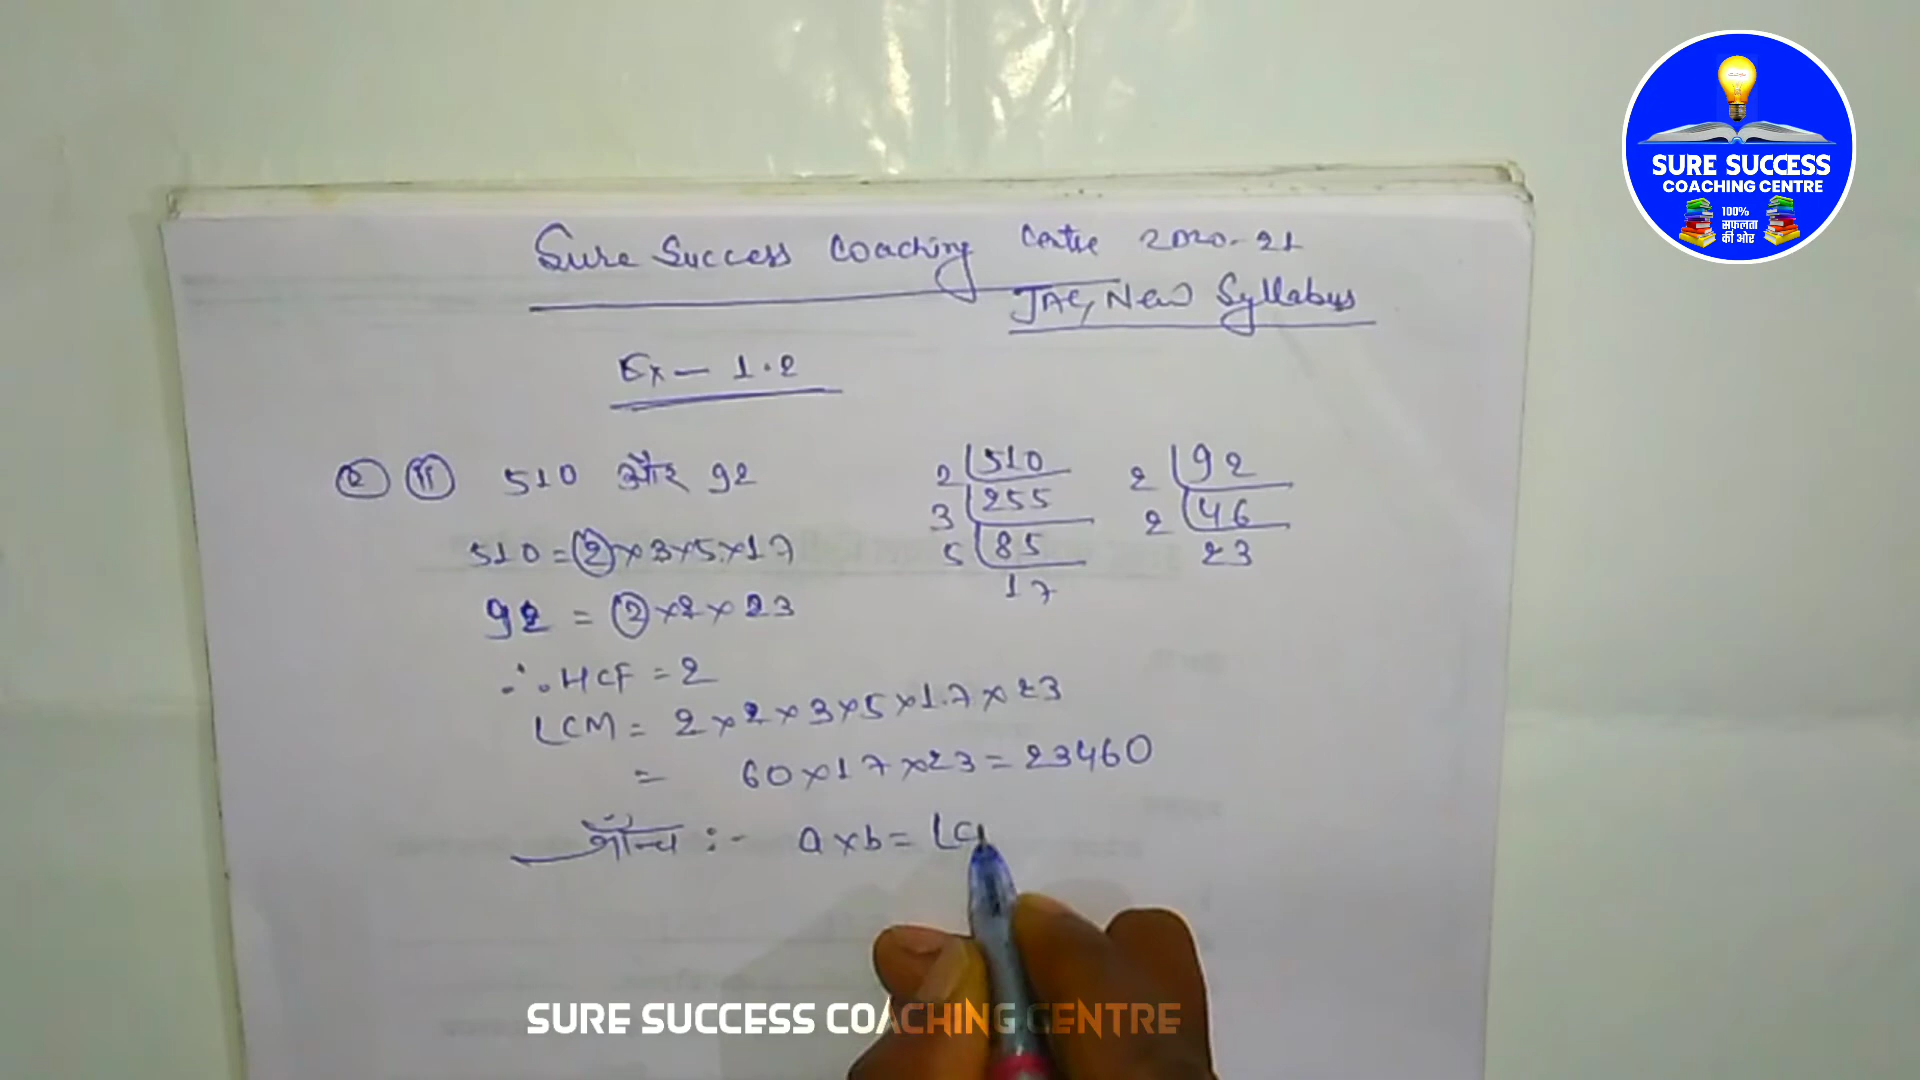 Sure Success Coaching Centre 2020-21
JAC, New Syllabus
Ex - 1.2
② ⑪ 510 और 92
510 = 2 × 3 × 5 × 17
92 = 2 × 2 × 23
∴ HCF = 2
LCM = 2 × 2 × 3 × 5 × 17 × 23
= 60 × 17 × 23 = 23460
जाँच :- a × b = LC
2 510
3 255
5 85
17
2 92
2 46
23
SURE SUCCESS
COACHING CENTRE
100%
सफलता
की ओर
SURE SUCCESS COACHING CENTRE